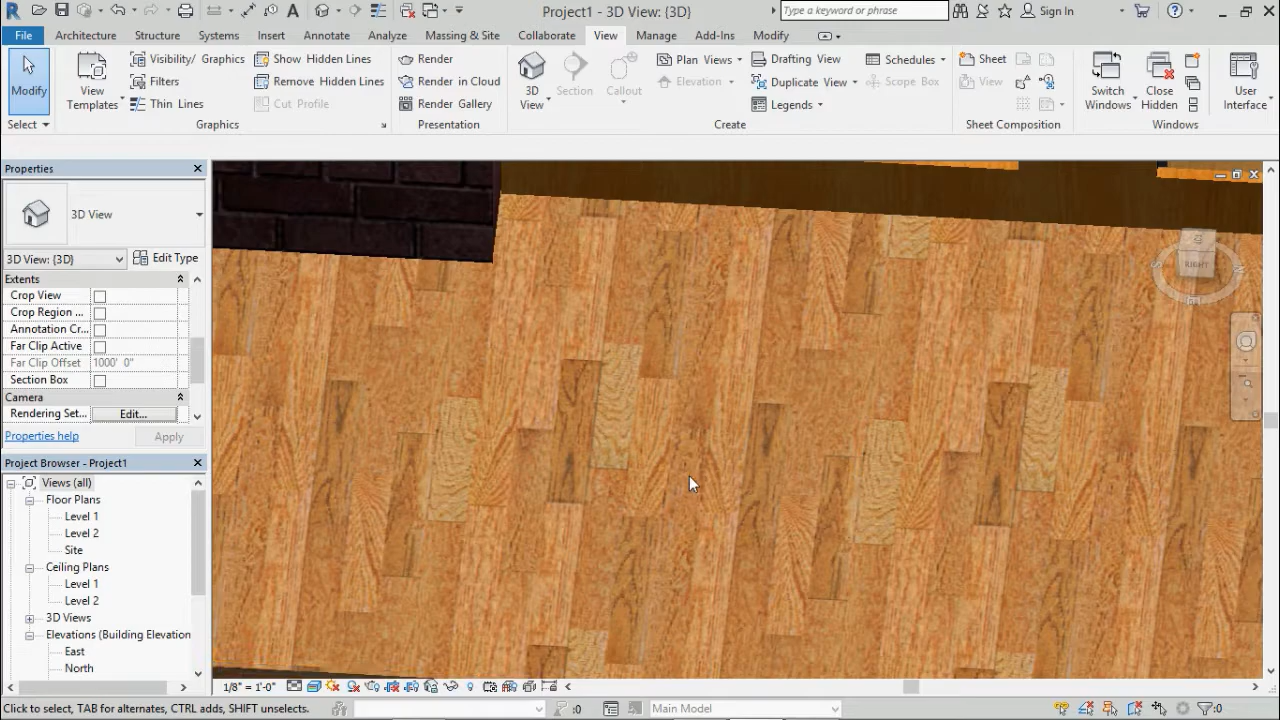 Project1 - 3D View: {3D}
Type a keyword or phrase
Sign In
File Architecture Structure Systems Insert Annotate Analyze Massing & Site Collaborate View Manage Add-Ins Modify
Modify
Select
View Templates
Visibility/ Graphics
Filters
Thin Lines
Show Hidden Lines
Remove Hidden Lines
Cut Profile
Graphics
Render
Render in Cloud
Render Gallery
Presentation
3D View
Section
Callout
Plan Views
Elevation
Drafting View
Duplicate View
Legends
Schedules
Scope Box
Create
Sheet
View
Sheet Composition
Switch Windows
Close Hidden
User Interface
Windows
Properties
3D View
3D View: {3D}
Edit Type
Extents
Crop View
Crop Region ...
Annotation Cr...
Far Clip Active
Far Clip Offset 1000' 0"
Section Box
Camera
Rendering Set... Edit...
Properties help
Apply
Project Browser - Project1
Views (all)
Floor Plans
Level 1
Level 2
Site
Ceiling Plans
Level 1
Level 2
3D Views
Elevations (Building Elevation
East
North
RIGHT
1/8" = 1'-0"
Click to select, TAB for alternates, CTRL adds, SHIFT unselects.
:0
Main Model
:0